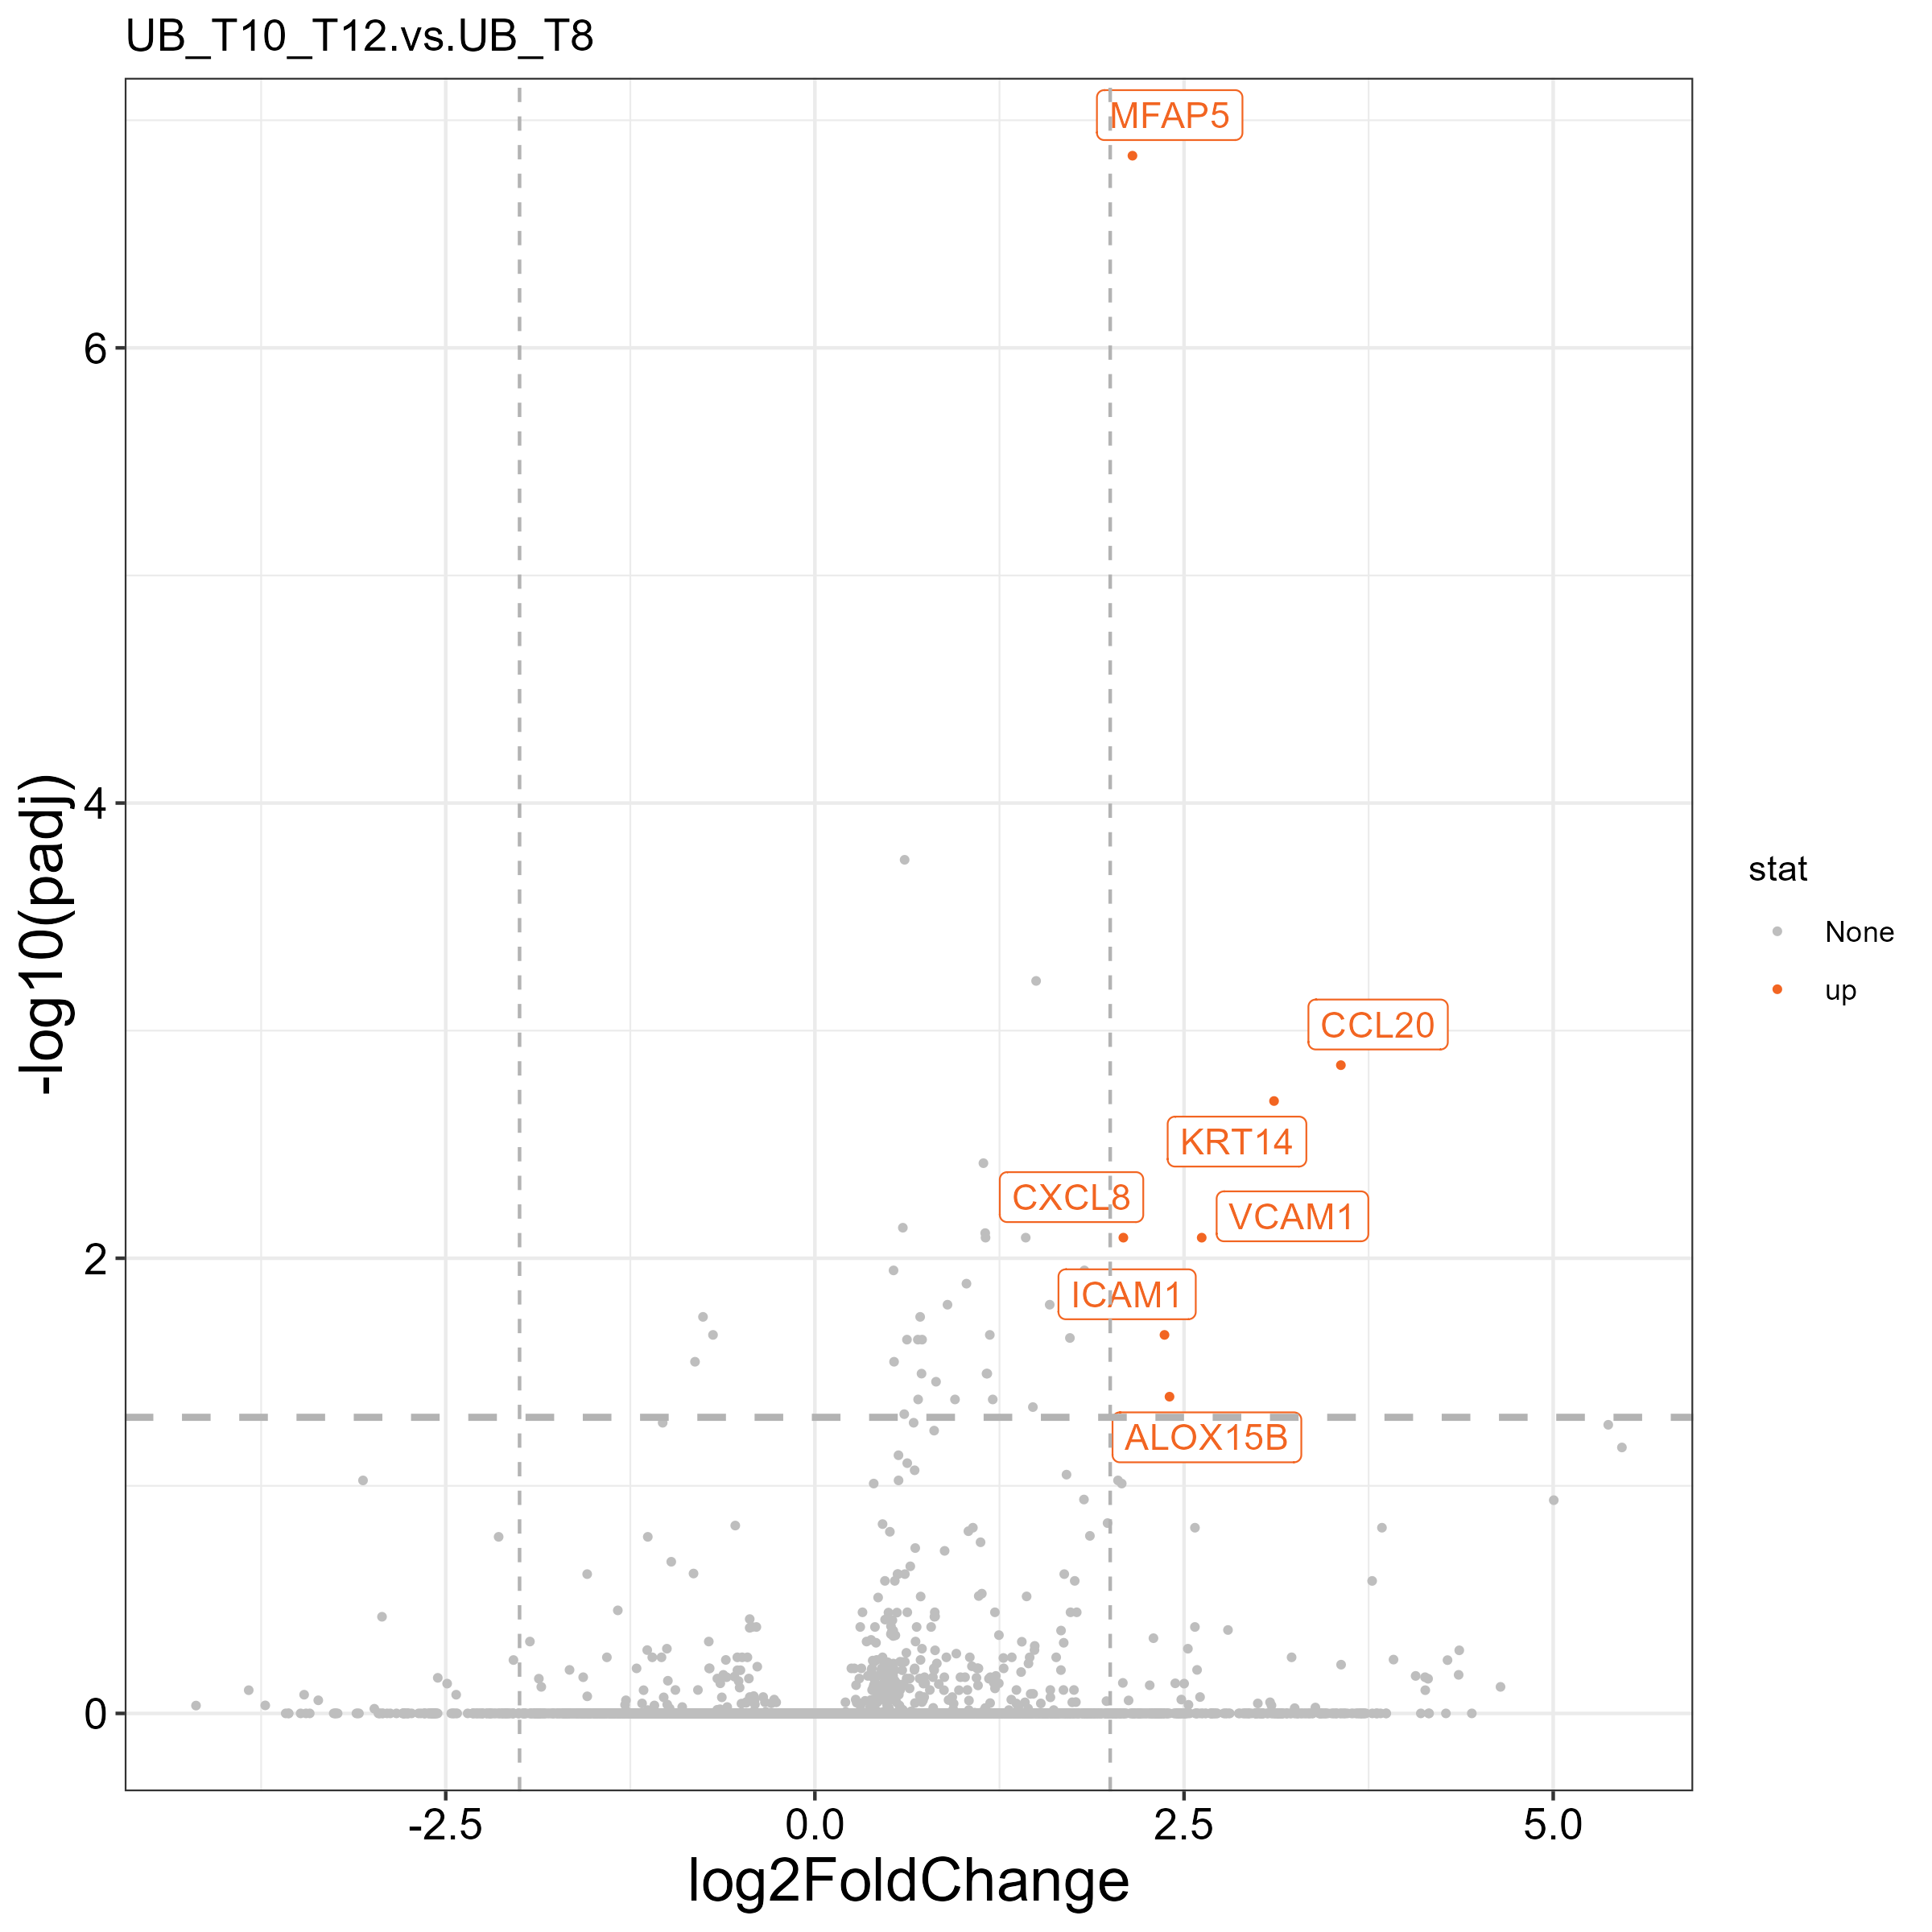 UB_T10_T12.vs.UB_T8
MFAP5
6
-log10(padj)
4
stat
None
up
CCL20
KRT14
CXCL8
VCAM1
2
ICAM1
ALOX15B
0
-2.5 0.0 2.5 5.0
log2FoldChange